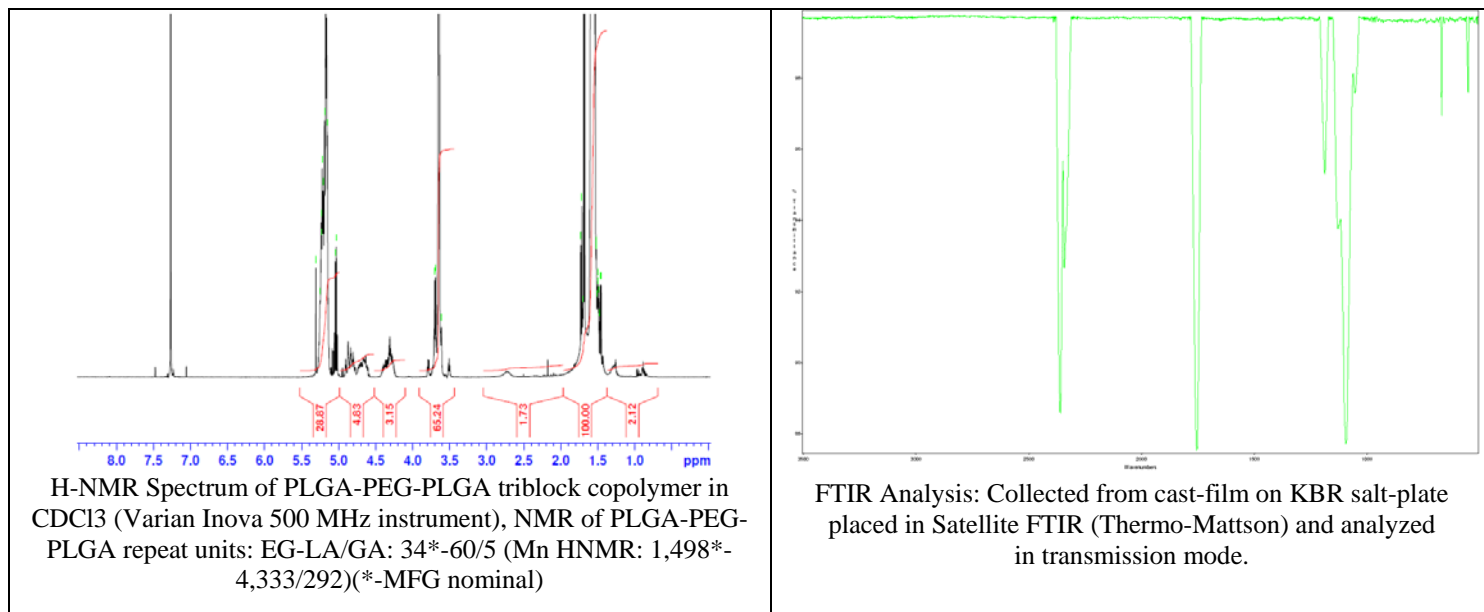 28.87
4.83
3.15
65.24
1.73
100.00
2.12
8.0 7.5 7.0 6.5 6.0 5.5 5.0 4.5 4.0 3.5 3.0 2.5 2.0 1.5 1.0 ppm
H-NMR Spectrum of PLGA-PEG-PLGA triblock copolymer in
CDCl3 (Varian Inova 500 MHz instrument), NMR of PLGA-PEG-
PLGA repeat units: EG-LA/GA: 34*-60/5 (Mn HNMR: 1,498*-
4,333/292)(*-MFG nominal)
% Transmittance
Wavenumbers
FTIR Analysis: Collected from cast-film on KBR salt-plate
placed in Satellite FTIR (Thermo-Mattson) and analyzed
in transmission mode.